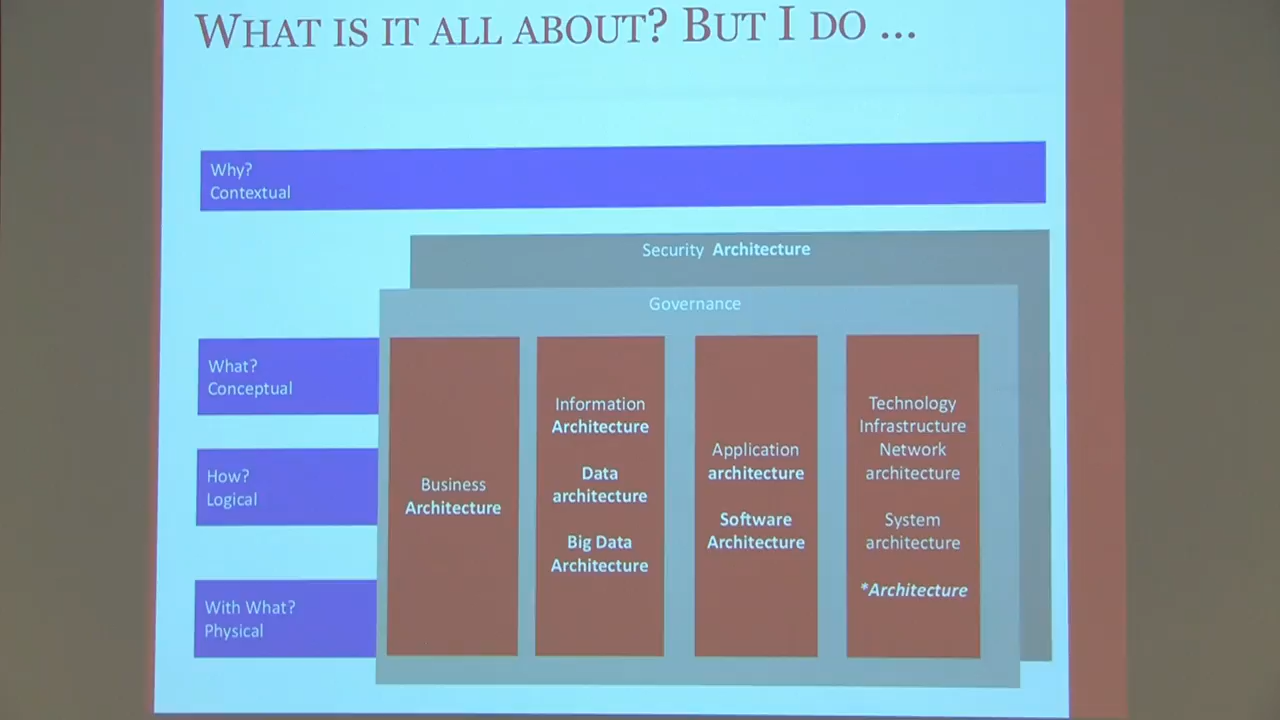 WHAT IS IT ALL ABOUT? BUT I DO ...
Why?
Contextual
Security Architecture
Governance
What?
Conceptual
How?
Logical
With What?
Physical
Business
Architecture
Information
Architecture
Data
architecture
Big Data
Architecture
Application
architecture
Software
Architecture
Technology
Infrastructure
Network
architecture
System
architecture
*Architecture